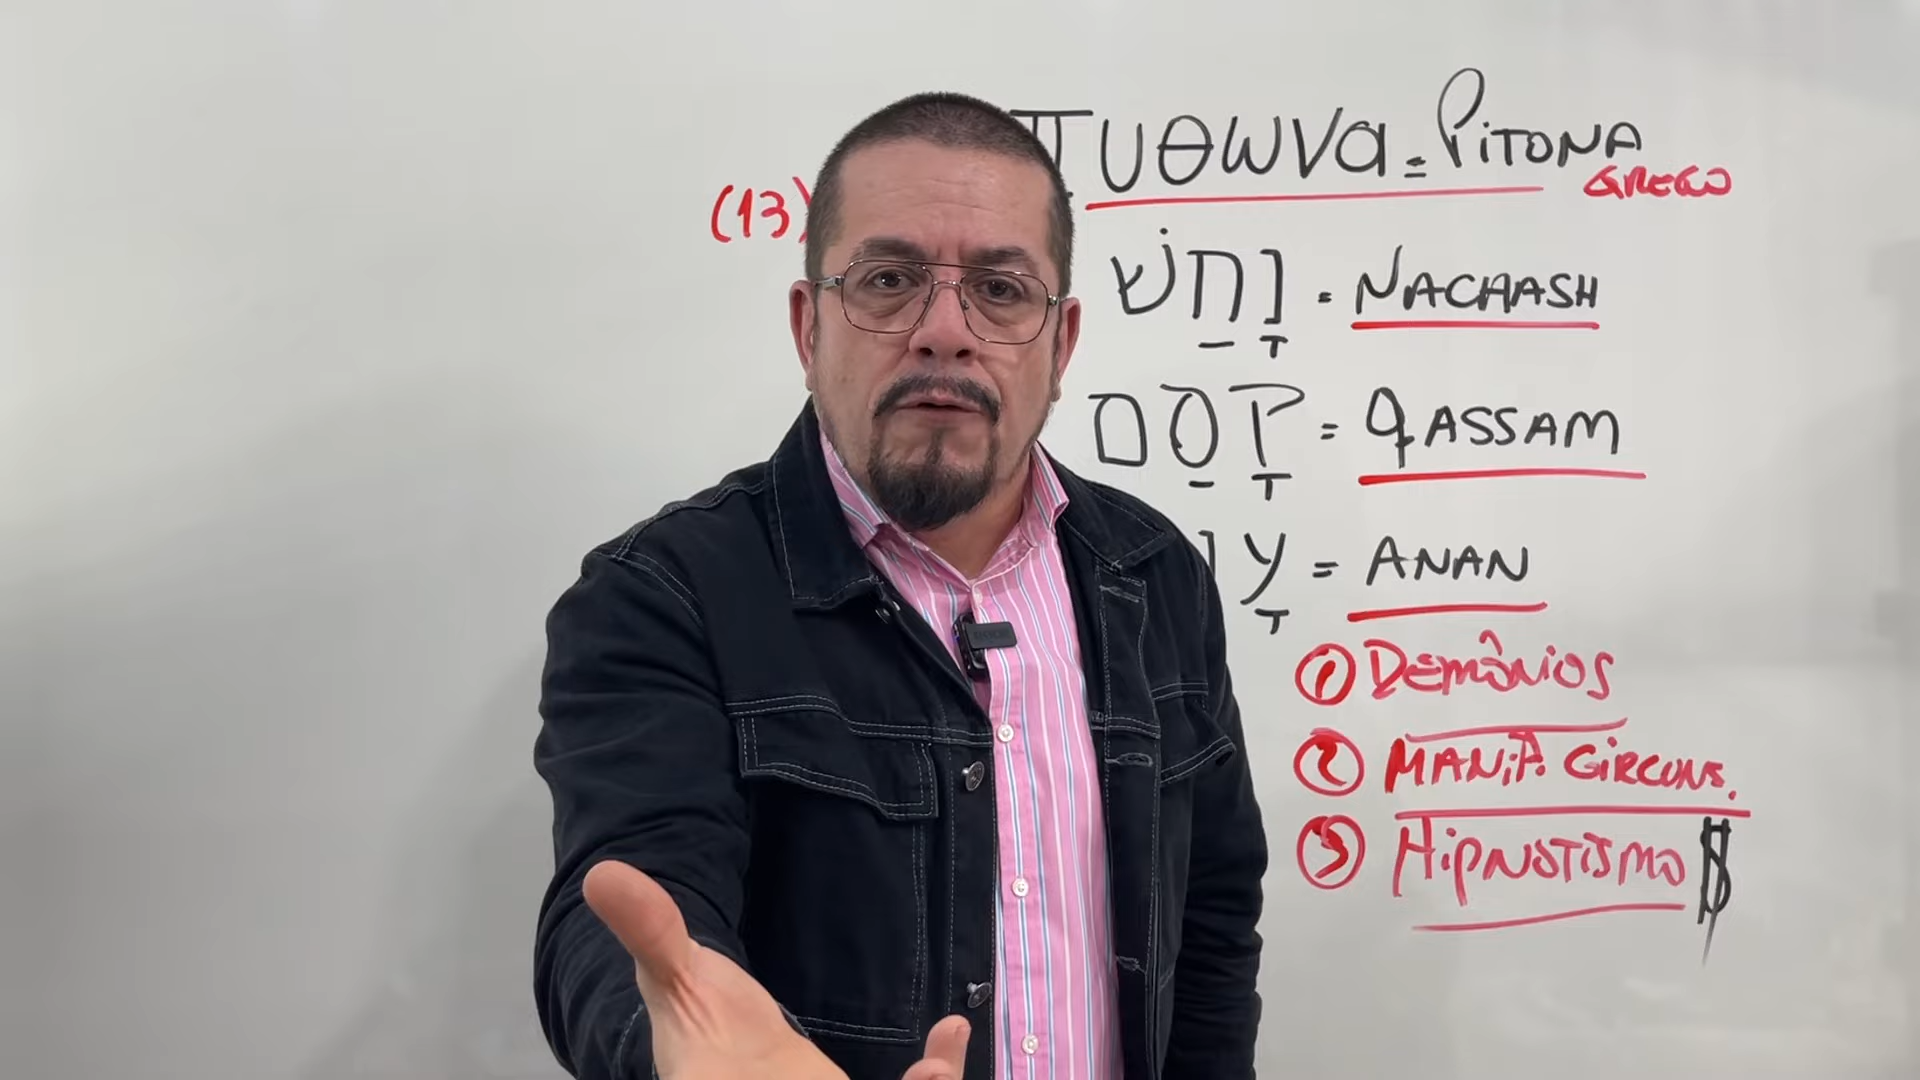 (13)
πυθωνα = PITONA
GREGO
נָחַשׁ = NACHASH
קָסַם = QASSAM
עָנ = ANAN
① DEMÔNIOS
② MANIP. CIRCUNS.
③ HIPNOTISMO $